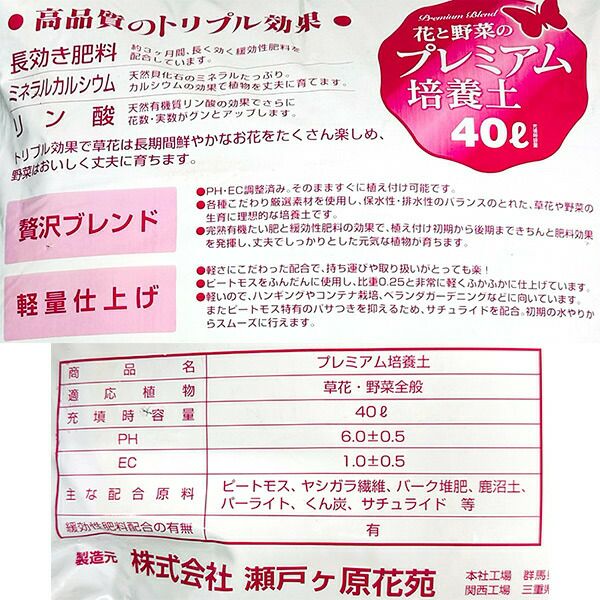 ●高品質のトリプル効果●
長効き肥料 約3ヶ月間、長く効く緩効性肥料を
配合しています。
ミネラルカルシウム 天然貝化石のミネラルたっぷり。
カルシウムの効果で植物を丈夫に育てます。
リン酸 天然有機質リン酸の効果でさらに
花数・実数がグンとアップします。
トリプル効果で草花は長期間鮮やかなお花をたくさん楽しめ、
野菜はおいしく丈夫に育ちます。
Premium Blend
花と野菜の
プレミアム
培養土
40ℓ 充填時容量
贅沢ブレンド
●PH・EC調整済み。そのまますぐに植え付け可能です。
●各種こだわり厳選素材を使用し、保水性・排水性のバランスのとれた、草花や野菜の
生育に理想的な培養土です。
●完熟有機たい肥と緩効性肥料の効果で、植え付け初期から後期まできちんと肥料効果
を発揮し、丈夫でしっかりとした元気な植物が育ちます。
軽量仕上げ
●軽さにこだわった配合で、持ち運びや取り扱いがとっても楽!
●ピートモスをふんだんに使用し、比重0.25と非常に軽くふかふかに仕上げています。
●軽いので、ハンギングやコンテナ栽培、ベランダガーデニングなどに向いています。
またピートモス特有のパサつきを抑えるため、サチュライドを配合。初期の水やりか
らスムーズに行えます。
商品名 プレミアム培養土
適応植物 草花・野菜全般
充填時容量 40ℓ
PH 6.0±0.5
EC 1.0±0.5
主な配合原料 ピートモス、ヤシガラ繊維、バーク堆肥、鹿沼土、
パーライト、くん炭、サチュライド 等
緩効性肥料配合の有無 有
製造元 株式会社 瀬戸ヶ原花苑
本社工場 群馬
関西工場 三重県